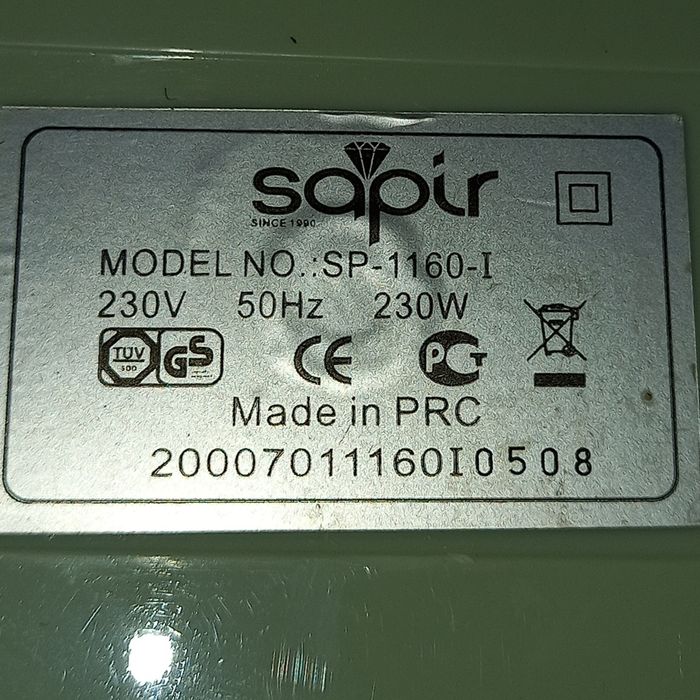 sapir
SINCE 1990
MODEL NO.:SP-1160-I
230V 50Hz 230W
TUV GS CE PCT
Made in PRC
20007011160I0508